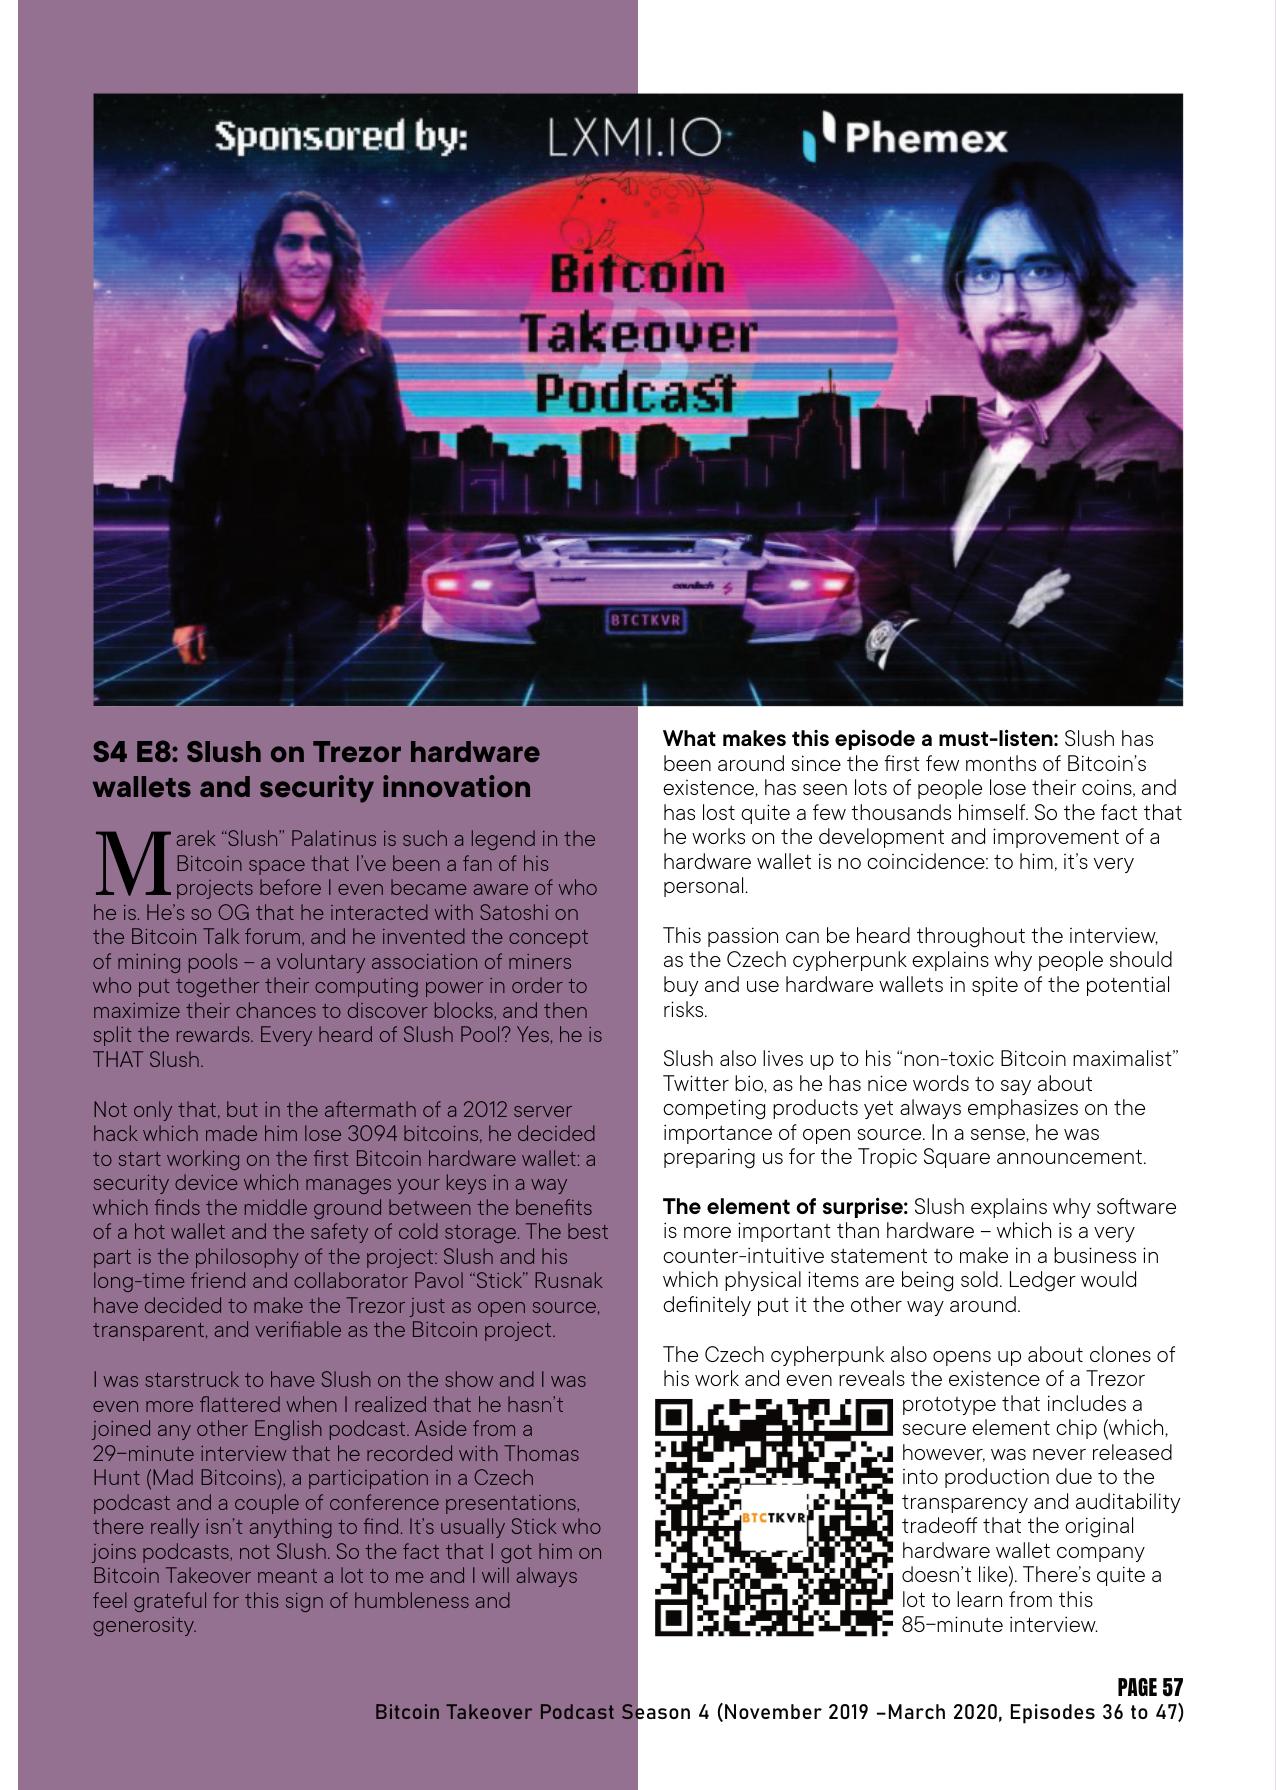 Sponsored by:
LXMI.IO
Phemex
Bitcoin
Takeover
Podcast
BTCTKVR
S4 E8: Slush on Trezor hardware
wallets and security innovation
Marek “Slush” Palatinus is such a legend in the
Bitcoin space that I’ve been a fan of his
projects before I even became aware of who
he is. He’s so OG that he interacted with Satoshi on
the Bitcoin Talk forum, and he invented the concept
of mining pools – a voluntary association of miners
who put together their computing power in order to
maximize their chances to discover blocks, and then
split the rewards. Every heard of Slush Pool? Yes, he is
THAT Slush.
Not only that, but in the aftermath of a 2012 server
hack which made him lose 3094 bitcoins, he decided
to start working on the first Bitcoin hardware wallet: a
security device which manages your keys in a way
which finds the middle ground between the benefits
of a hot wallet and the safety of cold storage. The best
part is the philosophy of the project: Slush and his
long-time friend and collaborator Pavol “Stick” Rusnak
have decided to make the Trezor just as open source,
transparent, and verifiable as the Bitcoin project.
I was starstruck to have Slush on the show and I was
even more flattered when I realized that he hasn’t
joined any other English podcast. Aside from a
29-minute interview that he recorded with Thomas
Hunt (Mad Bitcoins), a participation in a Czech
podcast and a couple of conference presentations,
there really isn’t anything to find. It’s usually Stick who
joins podcasts, not Slush. So the fact that I got him on
Bitcoin Takeover meant a lot to me and I will always
feel grateful for this sign of humbleness and
generosity.
What makes this episode a must-listen: Slush has
been around since the first few months of Bitcoin’s
existence, has seen lots of people lose their coins, and
has lost quite a few thousands himself. So the fact that
he works on the development and improvement of a
hardware wallet is no coincidence: to him, it’s very
personal.
This passion can be heard throughout the interview,
as the Czech cypherpunk explains why people should
buy and use hardware wallets in spite of the potential
risks.
Slush also lives up to his “non-toxic Bitcoin maximalist”
Twitter bio, as he has nice words to say about
competing products yet always emphasizes on the
importance of open source. In a sense, he was
preparing us for the Tropic Square announcement.
The element of surprise: Slush explains why software
is more important than hardware – which is a very
counter-intuitive statement to make in a business in
which physical items are being sold. Ledger would
definitely put it the other way around.
The Czech cypherpunk also opens up about clones of
his work and even reveals the existence of a Trezor
prototype that includes a
secure element chip (which,
however, was never released
into production due to the
transparency and auditability
tradeoff that the original
hardware wallet company
doesn’t like). There’s quite a
lot to learn from this
85-minute interview.
BTCTKVR
PAGE 57
Bitcoin Takeover Podcast Season 4 (November 2019 –March 2020, Episodes 36 to 47)